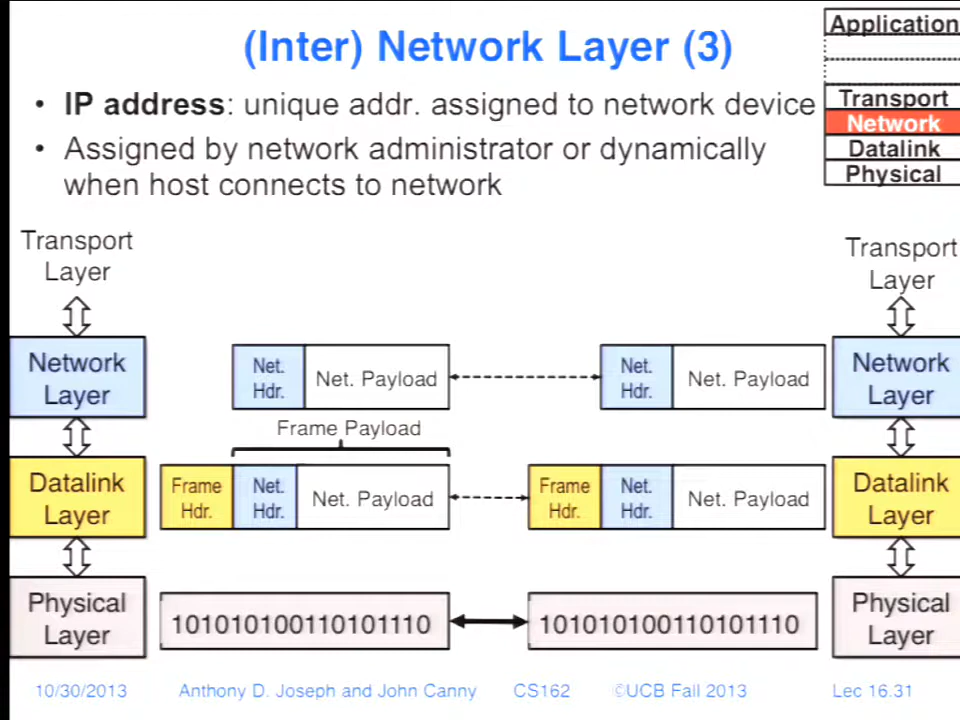 (Inter) Network Layer (3)
Application
Transport
Network
Datalink
Physical
• IP address: unique addr. assigned to network device
• Assigned by network administrator or dynamically
when host connects to network
Transport
Layer
Transport
Layer
Network
Layer
Net.
Hdr.
Net. Payload
Net.
Hdr.
Net. Payload
Network
Layer
Frame Payload
Datalink
Layer
Frame
Hdr.
Net.
Hdr.
Net. Payload
Frame
Hdr.
Net.
Hdr.
Net. Payload
Datalink
Layer
Physical
Layer
101010100110101110
101010100110101110
Physical
Layer
10/30/2013
Anthony D. Joseph and John Canny
CS162
©UCB Fall 2013
Lec 16.31